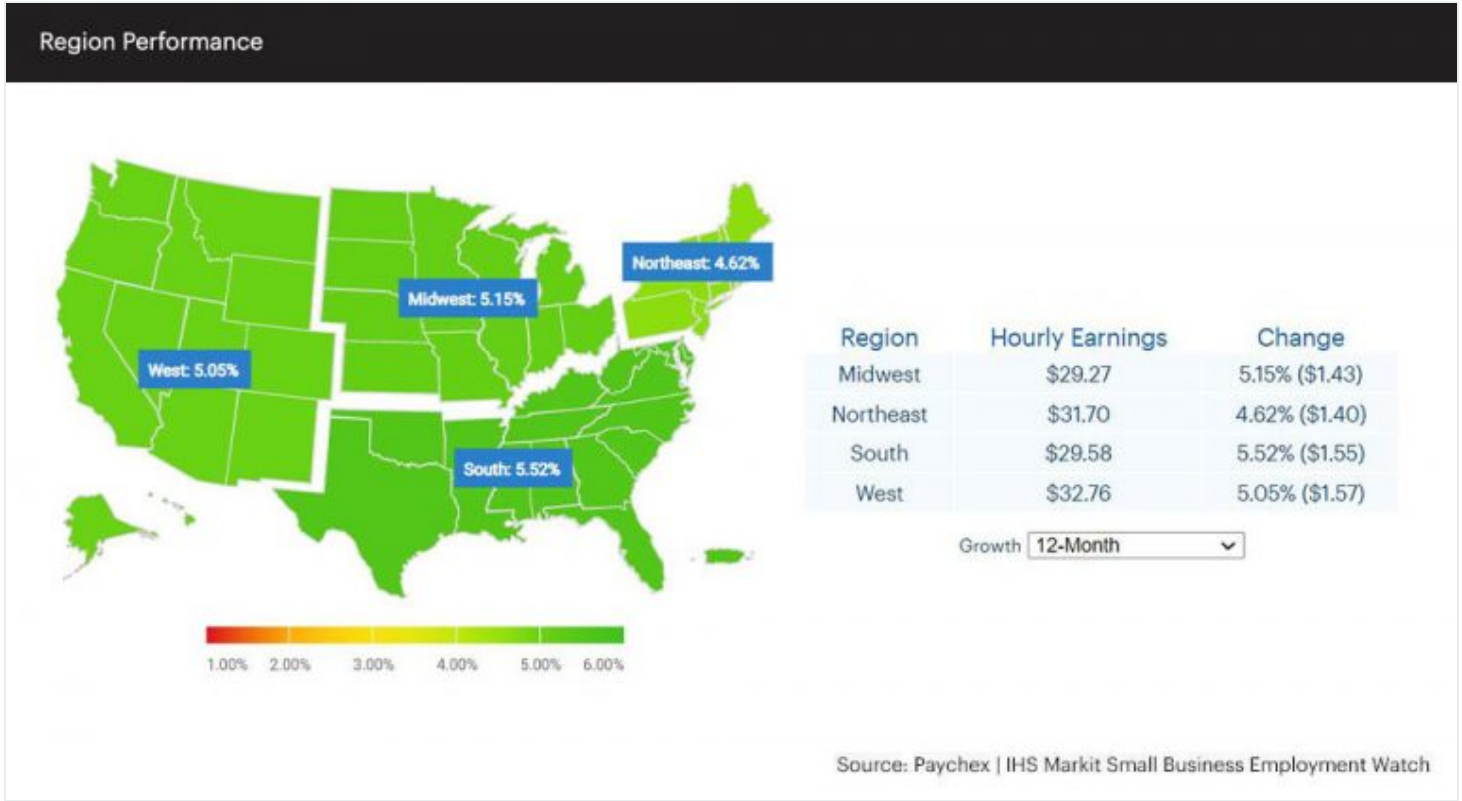 Region Performance
Northeast: 4.62%
Midwest: 5.15%
West: 5.05%
South: 5.52%
1.00% 2.00% 3.00% 4.00% 5.00% 6.00%
Region Hourly Earnings Change
Midwest $29.27 5.15% ($1.43)
Northeast $31.70 4.62% ($1.40)
South $29.58 5.52% ($1.55)
West $32.76 5.05% ($1.57)
Growth 12-Month
Source: Paychex | IHS Markit Small Business Employment Watch